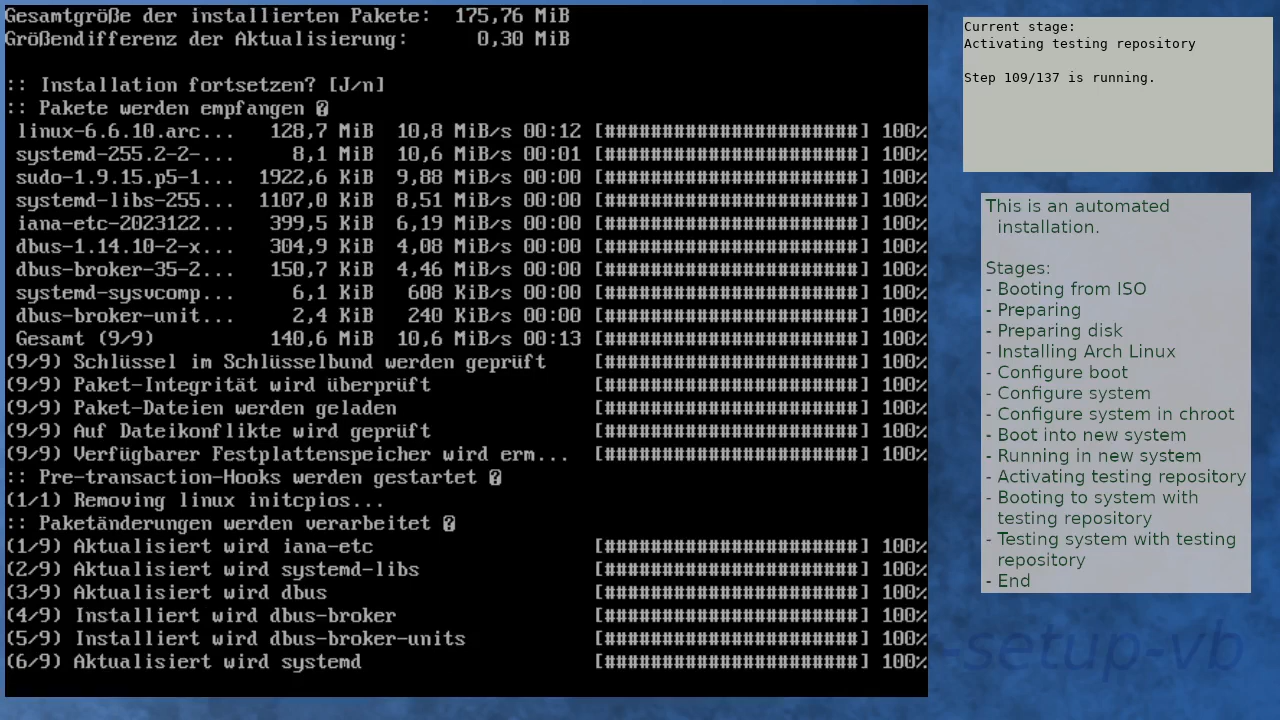 Gesamtgröße der installierten Pakete:  175,76 MiB
Größendifferenz der Aktualisierung:      0,30 MiB
:: Installation fortsetzen? [J/n]
:: Pakete werden empfangen �
linux-6.6.10.arc...   128,7 MiB  10,8 MiB/s 00:12 [######################] 100%
systemd-255.2-2-...     8,1 MiB  10,6 MiB/s 00:01 [######################] 100%
sudo-1.9.15.p5-1...  1922,6 KiB  9,88 MiB/s 00:00 [######################] 100%
systemd-libs-255...  1107,0 KiB  8,51 MiB/s 00:00 [######################] 100%
iana-etc-2023122...   399,5 KiB  6,19 MiB/s 00:00 [######################] 100%
dbus-1.14.10-2-x...   304,9 KiB  4,08 MiB/s 00:00 [######################] 100%
dbus-broker-35-2...   150,7 KiB  4,46 MiB/s 00:00 [######################] 100%
systemd-sysvcomp...     6,1 KiB   608 KiB/s 00:00 [######################] 100%
dbus-broker-unit...     2,4 KiB   240 KiB/s 00:00 [######################] 100%
Gesamt (9/9)          140,6 MiB  10,6 MiB/s 00:13 [######################] 100%
(9/9) Schlüssel im Schlüsselbund werden geprüft    [######################] 100%
(9/9) Paket-Integrität wird überprüft              [######################] 100%
(9/9) Paket-Dateien werden geladen                 [######################] 100%
(9/9) Auf Dateikonflikte wird geprüft              [######################] 100%
(9/9) Verfügbarer Festplattenspeicher wird erm...  [######################] 100%
:: Pre-transaction-Hooks werden gestartet �
(1/1) Removing linux initcpios...
:: Paketänderungen werden verarbeitet �
(1/9) Aktualisiert wird iana-etc                   [######################] 100%
(2/9) Aktualisiert wird systemd-libs               [######################] 100%
(3/9) Aktualisiert wird dbus                       [######################] 100%
(4/9) Installiert wird dbus-broker                 [######################] 100%
(5/9) Installiert wird dbus-broker-units           [######################] 100%
(6/9) Aktualisiert wird systemd                    [######################] 100%
Current stage:
Activating testing repository
Step 109/137 is running.
This is an automated
installation.
Stages:
- Booting from ISO
- Preparing
- Preparing disk
- Installing Arch Linux
- Configure boot
- Configure system
- Configure system in chroot
- Boot into new system
- Running in new system
- Activating testing repository
- Booting to system with
testing repository
- Testing system with testing
repository
- End
-setup-vb